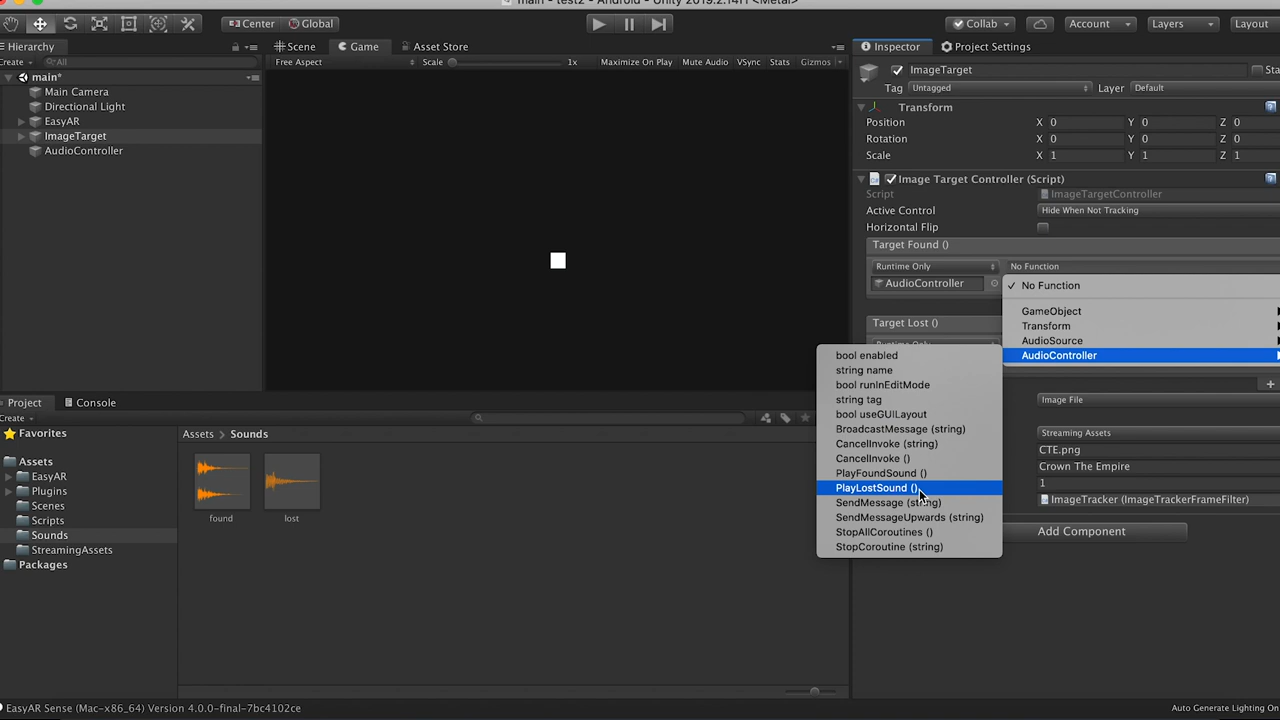 main - test2 - Android - Unity 2019.2.14f1 <Metal>
Center
Global
Collab
Account
Layers
Layout
Hierarchy
Scene
Game
Asset Store
Inspector
Project Settings
Create
All
Free Aspect
Scale
1x
Maximize On Play
Mute Audio
VSync
Stats
Gizmos
main*
Main Camera
Directional Light
EasyAR
ImageTarget
AudioController
ImageTarget
Sta
Tag
Untagged
Layer
Default
Transform
Position
X 0
Y 0
Z 0
Rotation
X 0
Y 0
Z 0
Scale
X 1
Y 1
Z 1
Image Target Controller (Script)
Script
ImageTargetController
Active Control
Hide When Not Tracking
Horizontal Flip
Target Found ()
Runtime Only
No Function
AudioController
Target Lost ()
Runtime Only
No Function
GameObject
Transform
AudioSource
AudioController
bool enabled
string name
bool runInEditMode
string tag
bool useGUILayout
BroadcastMessage (string)
CancelInvoke (string)
CancelInvoke ()
PlayFoundSound ()
PlayLostSound ()
SendMessage (string)
SendMessageUpwards (string)
StopAllCoroutines ()
StopCoroutine (string)
Image File
Streaming Assets
CTE.png
Crown The Empire
1
ImageTracker (ImageTrackerFrameFilter)
Add Component
Project
Console
Create
Favorites
Assets
EasyAR
Plugins
Scenes
Scripts
Sounds
StreamingAssets
Packages
Assets > Sounds
found
lost
EasyAR Sense (Mac-x86_64) Version 4.0.0-final-7bc4102ce
Auto Generate Lighting On